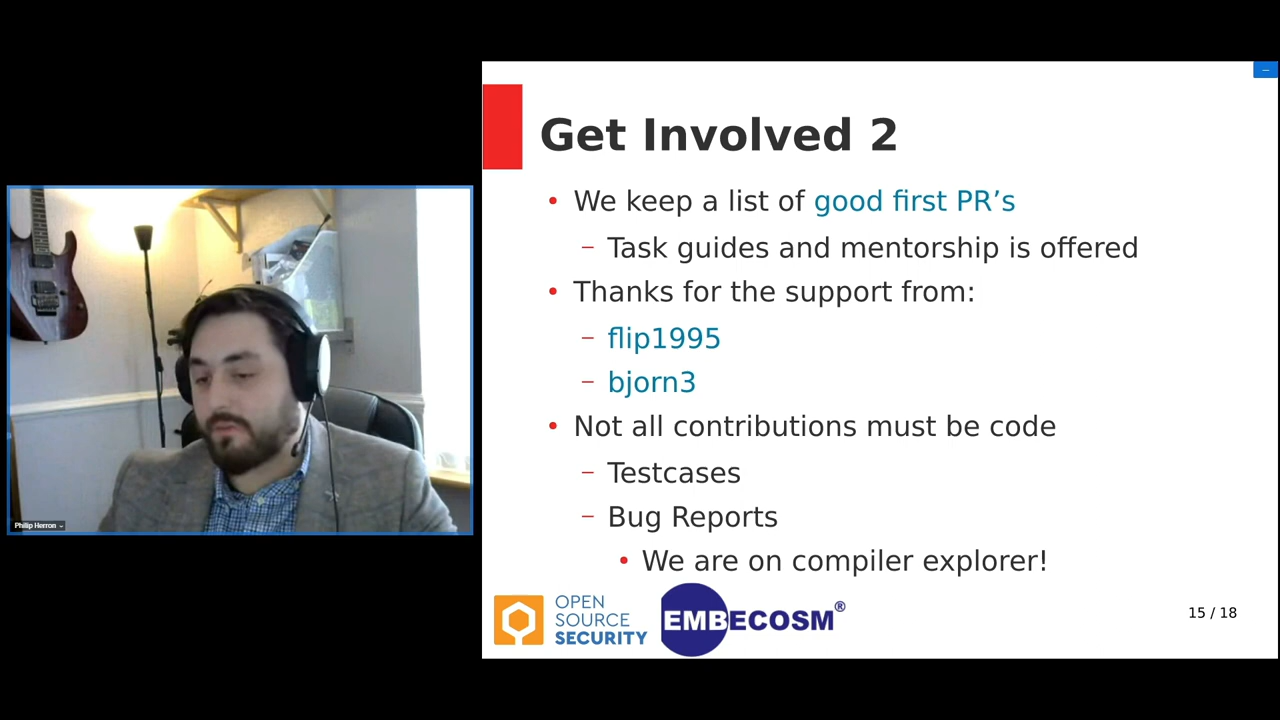 Get Involved 2
We keep a list of good first PR’s
Task guides and mentorship is offered
Thanks for the support from:
flip1995
bjorn3
Not all contributions must be code
Testcases
Bug Reports
We are on compiler explorer!
OPEN
SOURCE
SECURITY
EMBECOSM®
15 / 18
Philip Herron